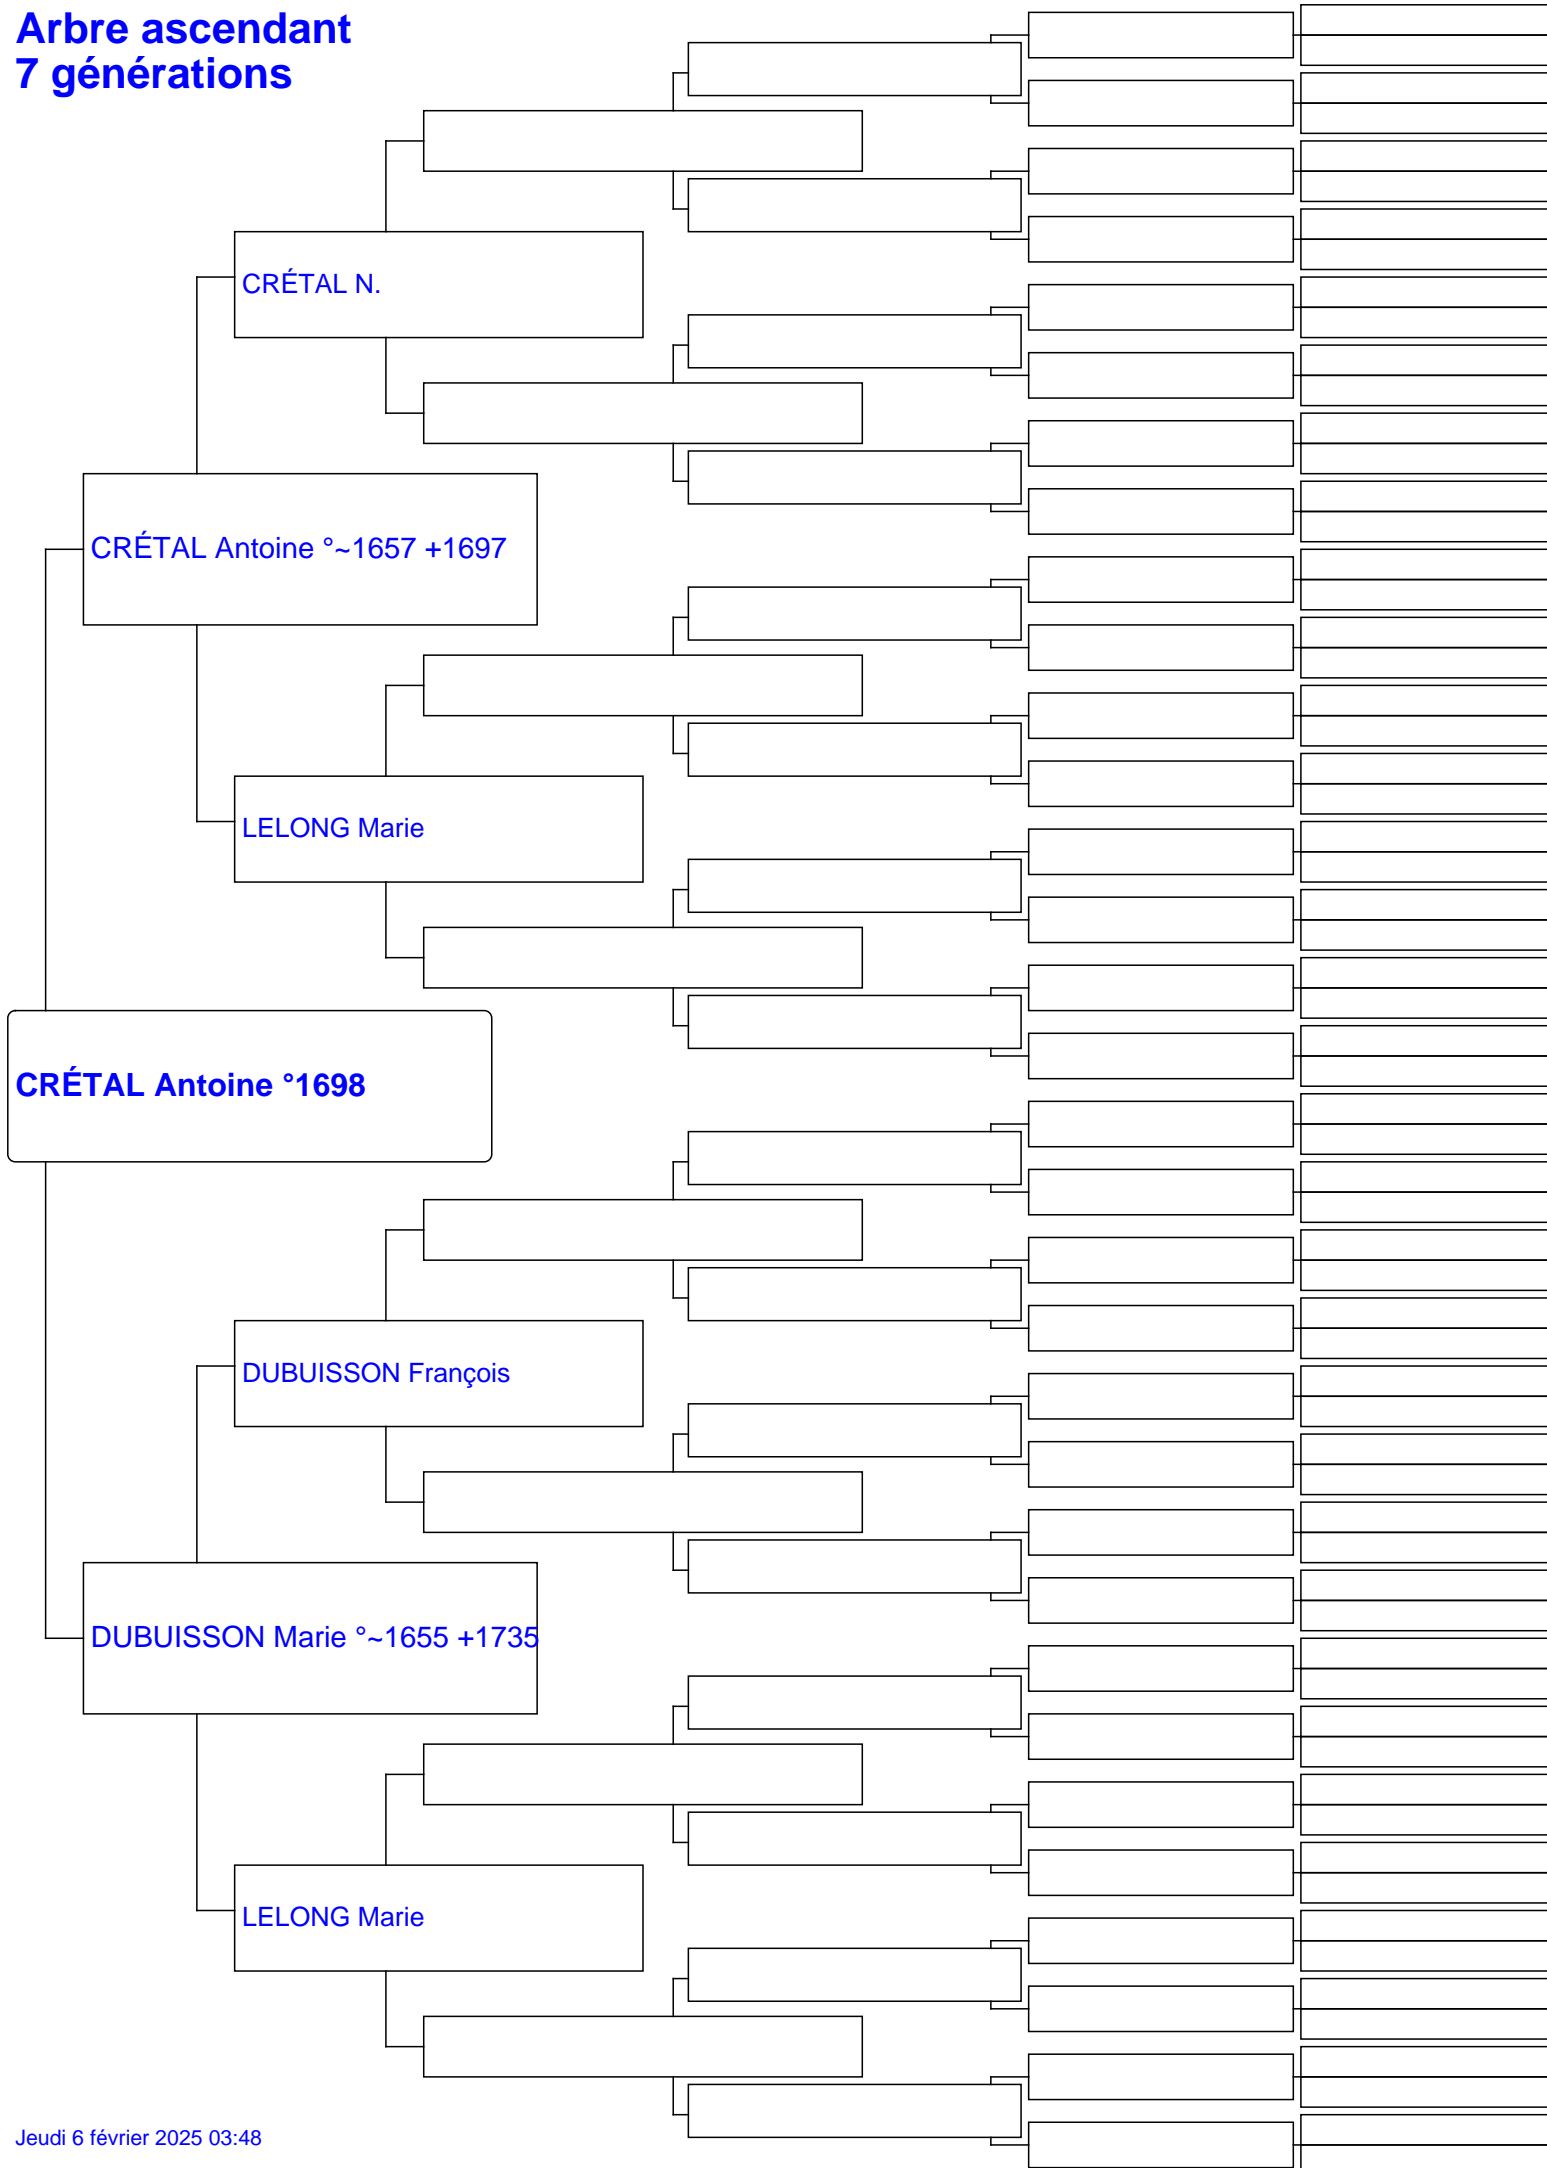 Arbre ascendant
7 générations
CRÉTAL N.
CRÉTAL Antoine °~1657 +1697
LELONG Marie
CRÉTAL Antoine °1698
DUBUISSON François
DUBUISSON Marie °~1655 +1735
LELONG Marie
Jeudi 6 février 2025 03:48